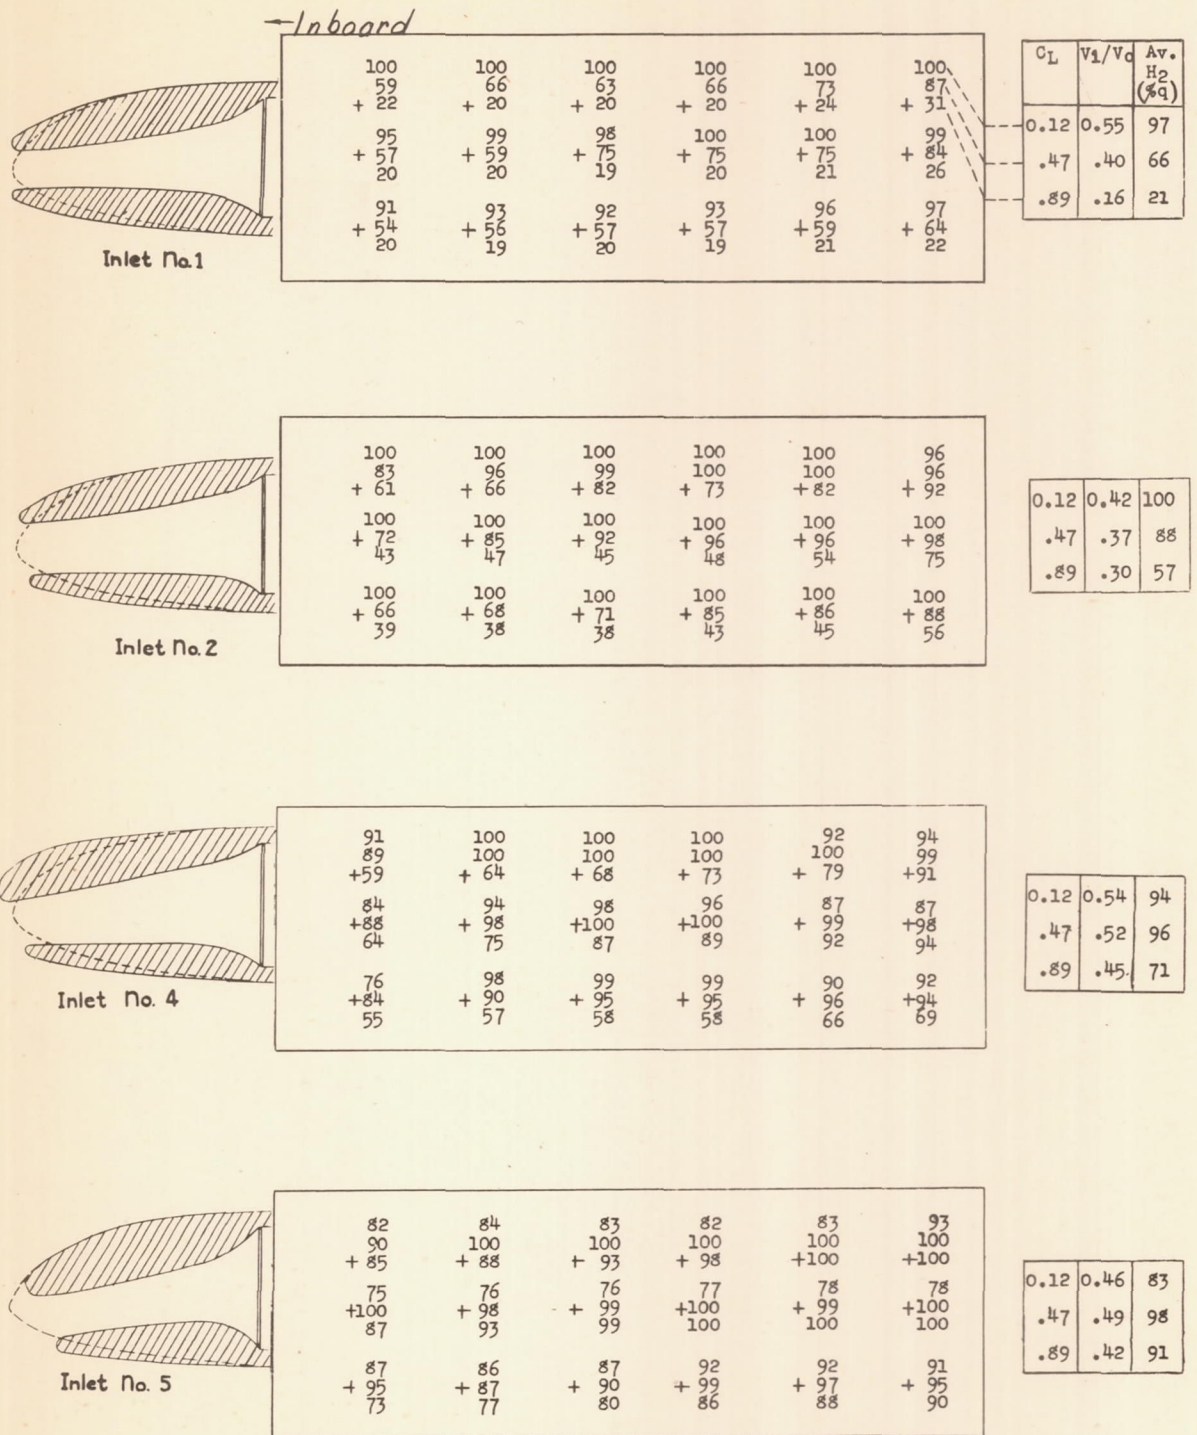 ←Inboard
100 100 100 100 100 100
59 66 63 66 73 87
+ 22 + 20 + 20 + 20 + 24 + 31
95 99 98 100 100 99
+ 57 + 59 + 75 + 75 + 75 + 84
20 20 19 20 21 26
91 93 92 93 96 97
+ 54 + 56 + 57 + 57 + 59 + 64
20 19 20 19 21 22
CL V1/V0 Av. H2 (%q)
0.12 0.55 97
.47 .40 66
.89 .16 21
Inlet No.1
100 100 100 100 100 96
83 96 99 100 100 96
+ 61 + 66 + 82 + 73 + 82 + 92
100 100 100 100 100 100
+ 72 + 85 + 92 + 96 + 96 + 98
43 47 45 48 54 75
100 100 100 100 100 100
+ 66 + 68 + 71 + 85 + 86 + 88
39 38 38 43 45 56
0.12 0.42 100
.47 .37 88
.89 .30 57
Inlet No.2
91 100 100 100 92 94
89 100 100 100 100 99
+59 + 64 + 68 + 73 + 79 +91
84 94 98 96 87 87
+88 + 98 +100 +100 + 99 +98
64 75 87 89 92 94
76 98 99 99 90 92
+84 + 90 + 95 + 95 + 96 +94
55 57 58 58 66 69
0.12 0.54 94
.47 .52 96
.89 .45. 71
Inlet No. 4
82 84 83 82 83 93
90 100 100 100 100 100
+ 85 + 88 + 93 + 98 +100 +100
75 76 76 77 78 78
+100 + 98 + 99 +100 + 99 +100
87 93 99 100 100 100
87 86 87 92 92 91
+ 95 + 87 + 90 + 99 + 97 + 95
73 77 80 86 88 90
0.12 0.46 83
.47 .49 98
.89 .42 91
Inlet No. 5